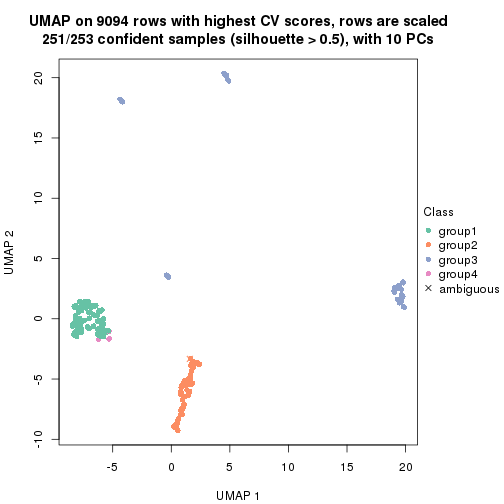 UMAP on 9094 rows with highest CV scores, rows are scaled
251/253 confident samples (silhouette > 0.5), with 10 PCs
20
15
10
5
0
-5
-10
UMAP 2
-5
0
5
10
15
20
UMAP 1
Class
group1
group2
group3
group4
ambiguous